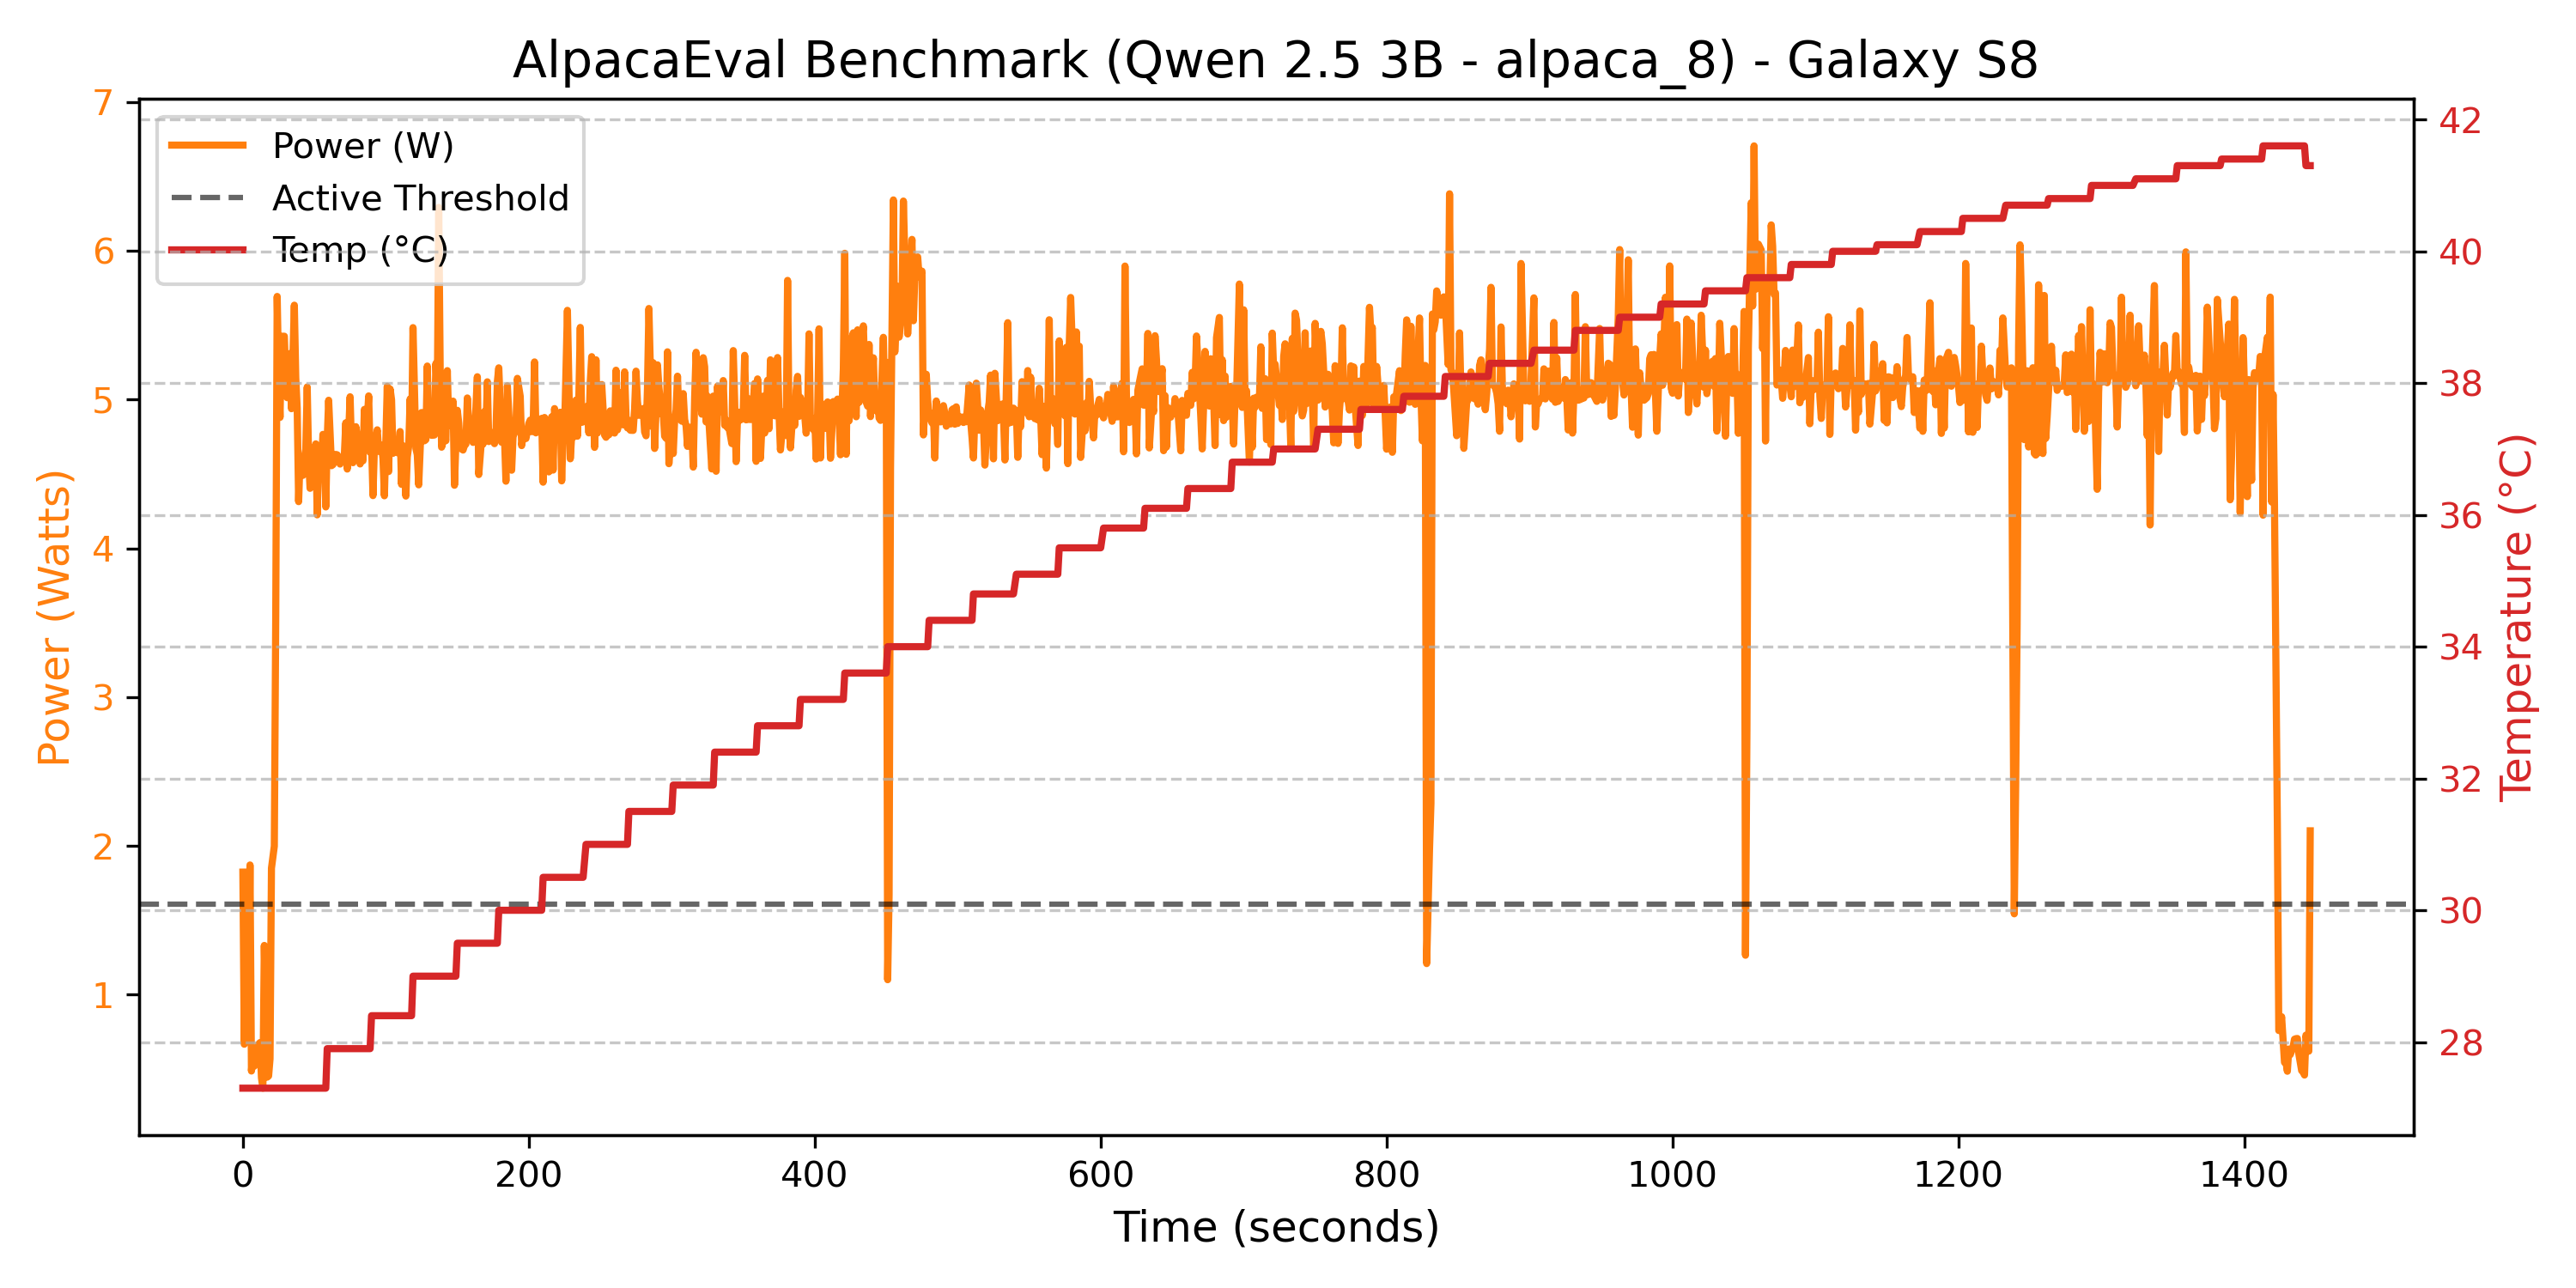 AlpacaEval Benchmark (Qwen 2.5 3B - alpaca_8) - Galaxy S8
Power (W)
Active Threshold
Temp (°C)
Power (Watts)
7
6
5
4
3
2
1
42
40
38
36
34
32
30
28
Temperature (°C)
0 200 400 600 800 1000 1200 1400
Time (seconds)